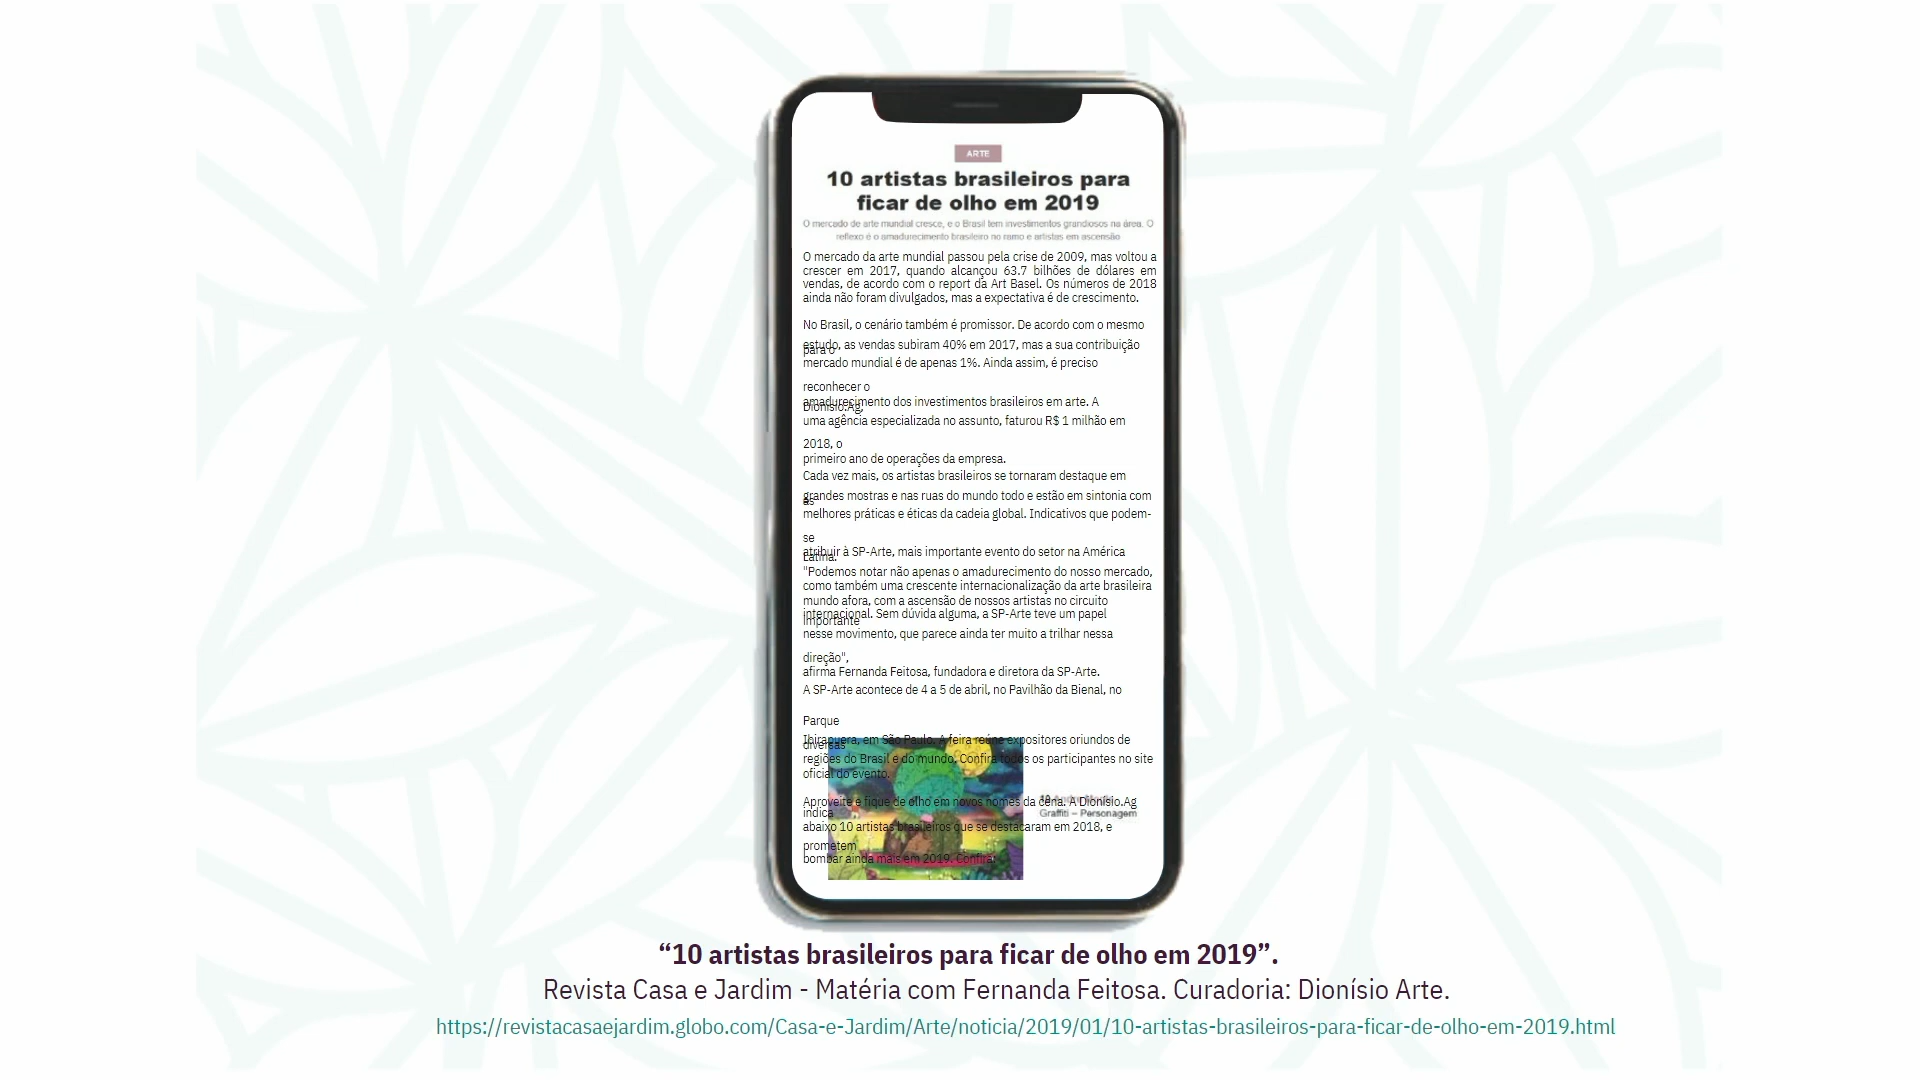 ARTE
10 artistas brasileiros para
ficar de olho em 2019
O mercado de arte mundial cresce, e o Brasil tem investimentos grandiosos na área. O
reflexo é o amadurecimento brasileiro no ramo e artistas em ascensão
O mercado da arte mundial passou pela crise de 2009, mas voltou a
crescer em 2017, quando alcançou 63.7 bilhões de dólares em
vendas, de acordo com o report da Art Basel. Os números de 2018
ainda não foram divulgados, mas a expectativa é de crescimento.
No Brasil, o cenário também é promissor. De acordo com o mesmo
estudo, as vendas subiram 40% em 2017, mas a sua contribuição
para o
mercado mundial é de apenas 1%. Ainda assim, é preciso
reconhecer o
amadurecimento dos investimentos brasileiros em arte. A
Dionísio.Ag,
uma agência especializada no assunto, faturou R$ 1 milhão em
2018, o
primeiro ano de operações da empresa.
Cada vez mais, os artistas brasileiros se tornaram destaque em
grandes mostras e nas ruas do mundo todo e estão em sintonia com
as
melhores práticas e éticas da cadeia global. Indicativos que podem-
se
atribuir à SP-Arte, mais importante evento do setor na América
Latina.
"Podemos notar não apenas o amadurecimento do nosso mercado,
como também uma crescente internacionalização da arte brasileira
mundo afora, com a ascensão de nossos artistas no circuito
internacional. Sem dúvida alguma, a SP-Arte teve um papel
importante
nesse movimento, que parece ainda ter muito a trilhar nessa
direção",
afirma Fernanda Feitosa, fundadora e diretora da SP-Arte.
A SP-Arte acontece de 4 a 5 de abril, no Pavilhão da Bienal, no
Parque
Ibirapuera, em São Paulo. A feira reúne expositores oriundos de
diversas
regiões do Brasil e do mundo. Confira todos os participantes no site
oficial do evento.
Aproveite e fique de olho em novos nomes da cena. A Dionísio.Ag
indica
abaixo 10 artistas brasileiros que se destacaram em 2018, e
prometem
bombar ainda mais em 2019. Confira:
10
Graffiti – Personagem
“10 artistas brasileiros para ficar de olho em 2019”.
Revista Casa e Jardim - Matéria com Fernanda Feitosa. Curadoria: Dionísio Arte.
https://revistacasaejardim.globo.com/Casa-e-Jardim/Arte/noticia/2019/01/10-artistas-brasileiros-para-ficar-de-olho-em-2019.html